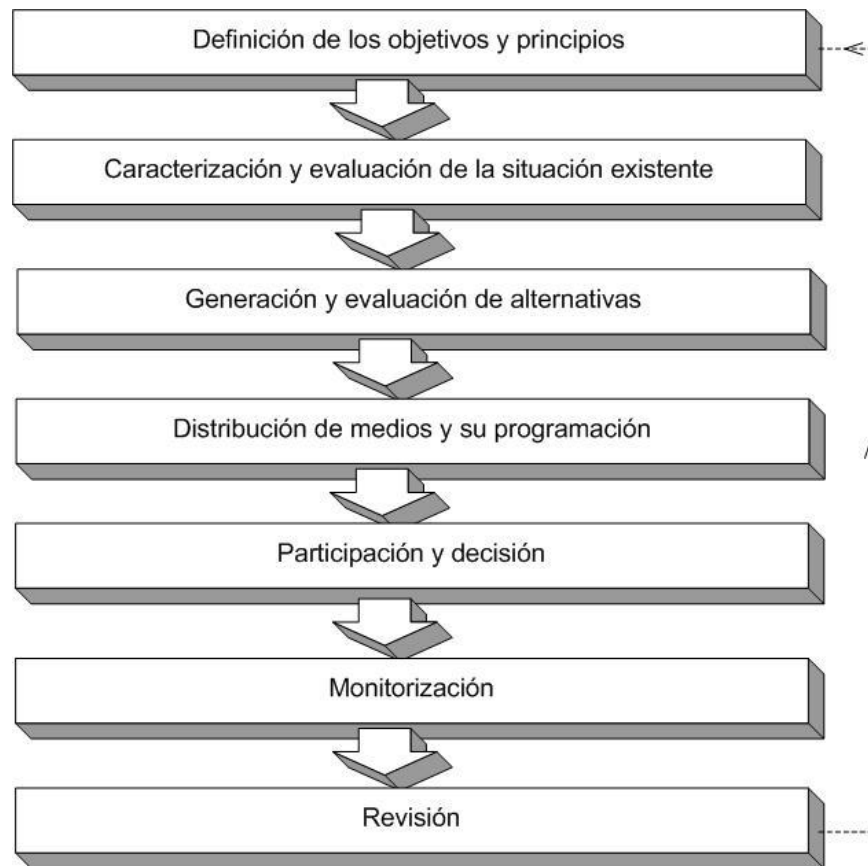 Definición de los objetivos y principios
Caracterización y evaluación de la situación existente
Generación y evaluación de alternativas
Distribución de medios y su programación
Participación y decisión
Monitorización
Revisión